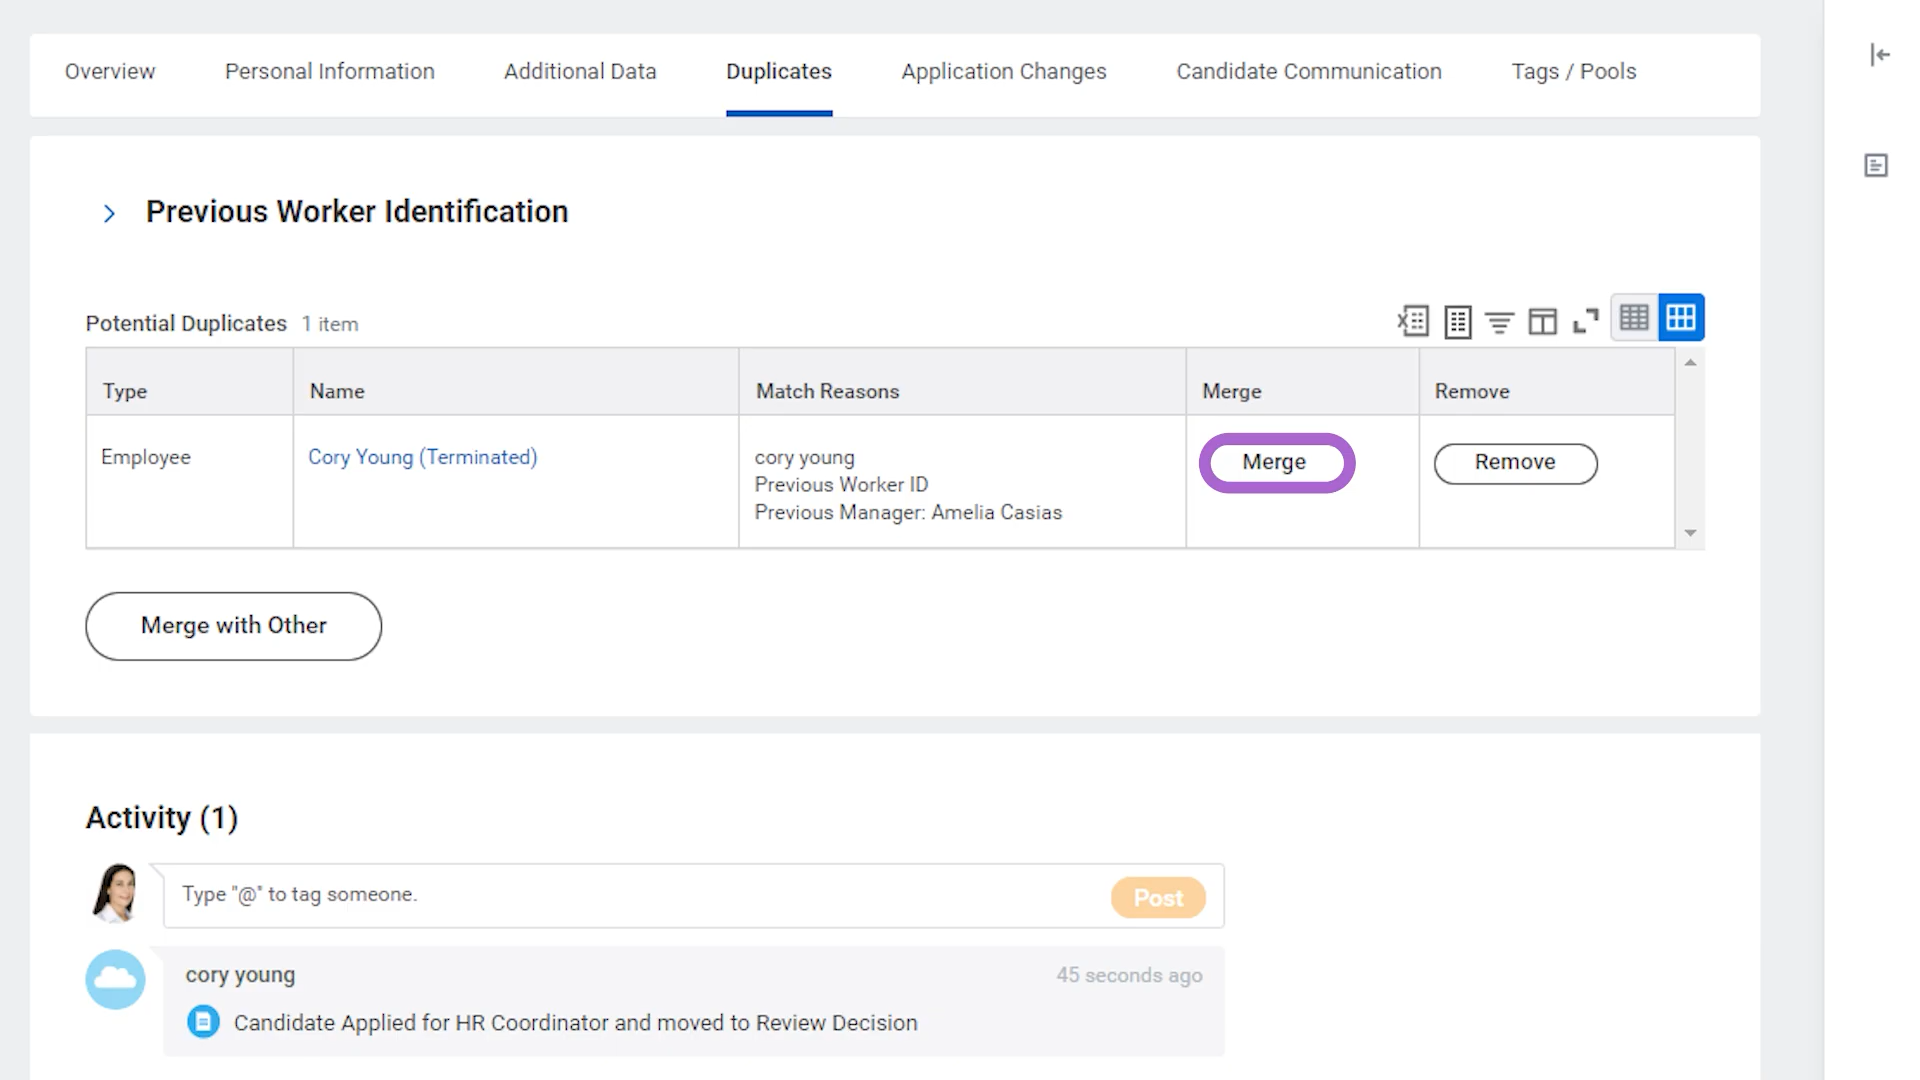 Overview Personal Information Additional Data Duplicates Application Changes Candidate Communication Tags / Pools
Previous Worker Identification
Potential Duplicates 1 item
Type Name Match Reasons Merge Remove
Employee Cory Young (Terminated) cory young Merge Remove
Previous Worker ID
Previous Manager: Amelia Casias
Merge with Other
Activity (1)
Type "@" to tag someone. Post
cory young 45 seconds ago
Candidate Applied for HR Coordinator and moved to Review Decision